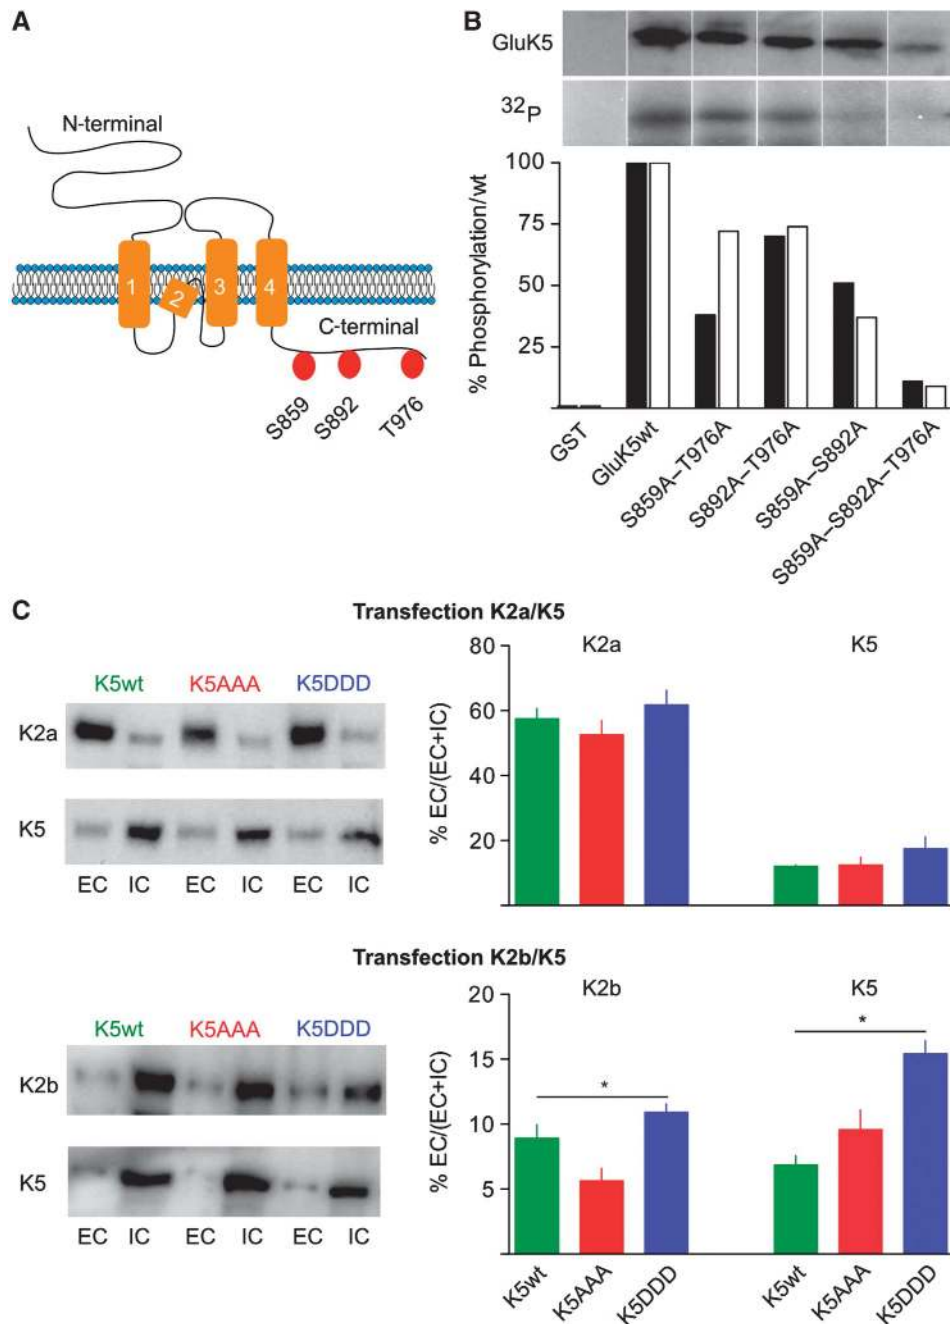 A
N-terminal
1
2
3
4
C-terminal
S859
S892
T976
B
GluK5
32P
100
75
50
25
% Phosphorylation/wt
GST
GluK5wt
S859A–T976A
S892A–T976A
S859A–S892A
S859A–S892A–T976A
C
Transfection K2a/K5
K5wt K5AAA K5DDD
K2a
K5
EC IC EC IC EC IC
K2a K5
80
60
40
20
% EC/(EC+IC)
Transfection K2b/K5
K5wt K5AAA K5DDD
K2b
K5
EC IC EC IC EC IC
K2b K5
20
15
10
5
% EC/(EC+IC)
*
*
K5wt
K5AAA
K5DDD
K5wt
K5AAA
K5DDD